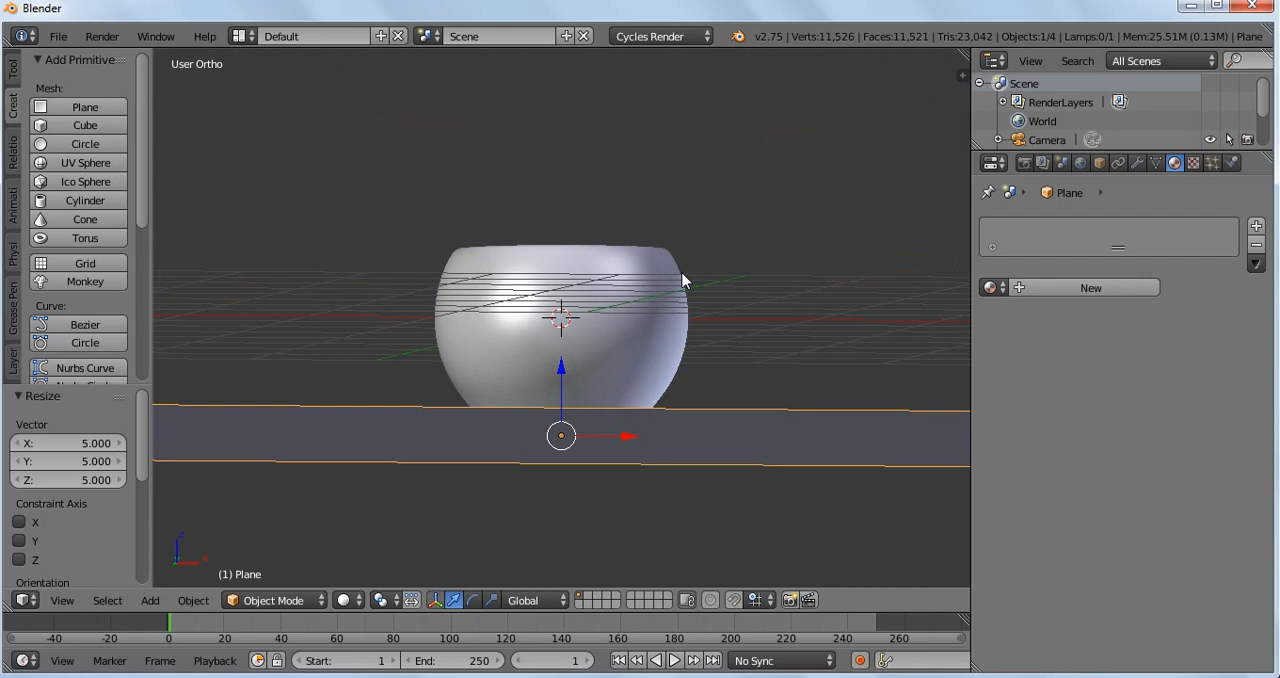 Blender
File Render Window Help Default Scene Cycles Render v2.75 | Verts:11,526 | Faces:11,521 | Tris:23,042 | Objects:1/4 | Lamps:0/1 | Mem:25.51M (0.13M) | Plane
Tool
Creat
Relatio
Animati
Physi
Grease Pen
Layer
Add Primitive
Mesh:
Plane
Cube
Circle
UV Sphere
Ico Sphere
Cylinder
Cone
Torus
Grid
Monkey
Curve:
Bezier
Circle
Nurbs Curve
Resize
Vector
X: 5.000
Y: 5.000
Z: 5.000
Constraint Axis
X
Y
Z
Orientation
User Ortho
(1) Plane
View Select Add Object Object Mode Global
-40 -20 0 20 40 60 80 100 120 140 160 180 200 220 240 260
View Marker Frame Playback Start: 1 End: 250 1 No Sync
View Search All Scenes
Scene
RenderLayers
World
Camera
Plane
New